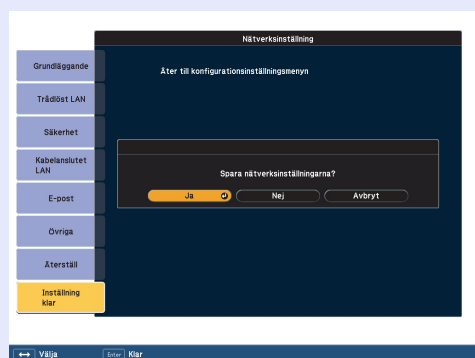 Nätverksinställning
Grundläggande
Åter till konfigurationsinställningsmenyn
Trådlöst LAN
Säkerhet
Kabelanslutet
LAN
Spara nätverksinställningarna?
E-post
Ja Nej Avbryt
Övriga
Återställ
Inställning
klar
Välja Enter Klar